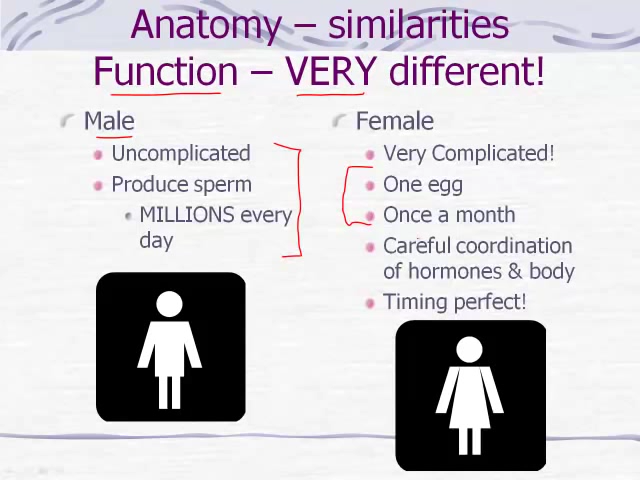 Anatomy – similarities
Function – VERY different!
Male
Uncomplicated
Produce sperm
MILLIONS every
day
Female
Very Complicated!
One egg
Once a month
Careful coordination
of hormones & body
Timing perfect!